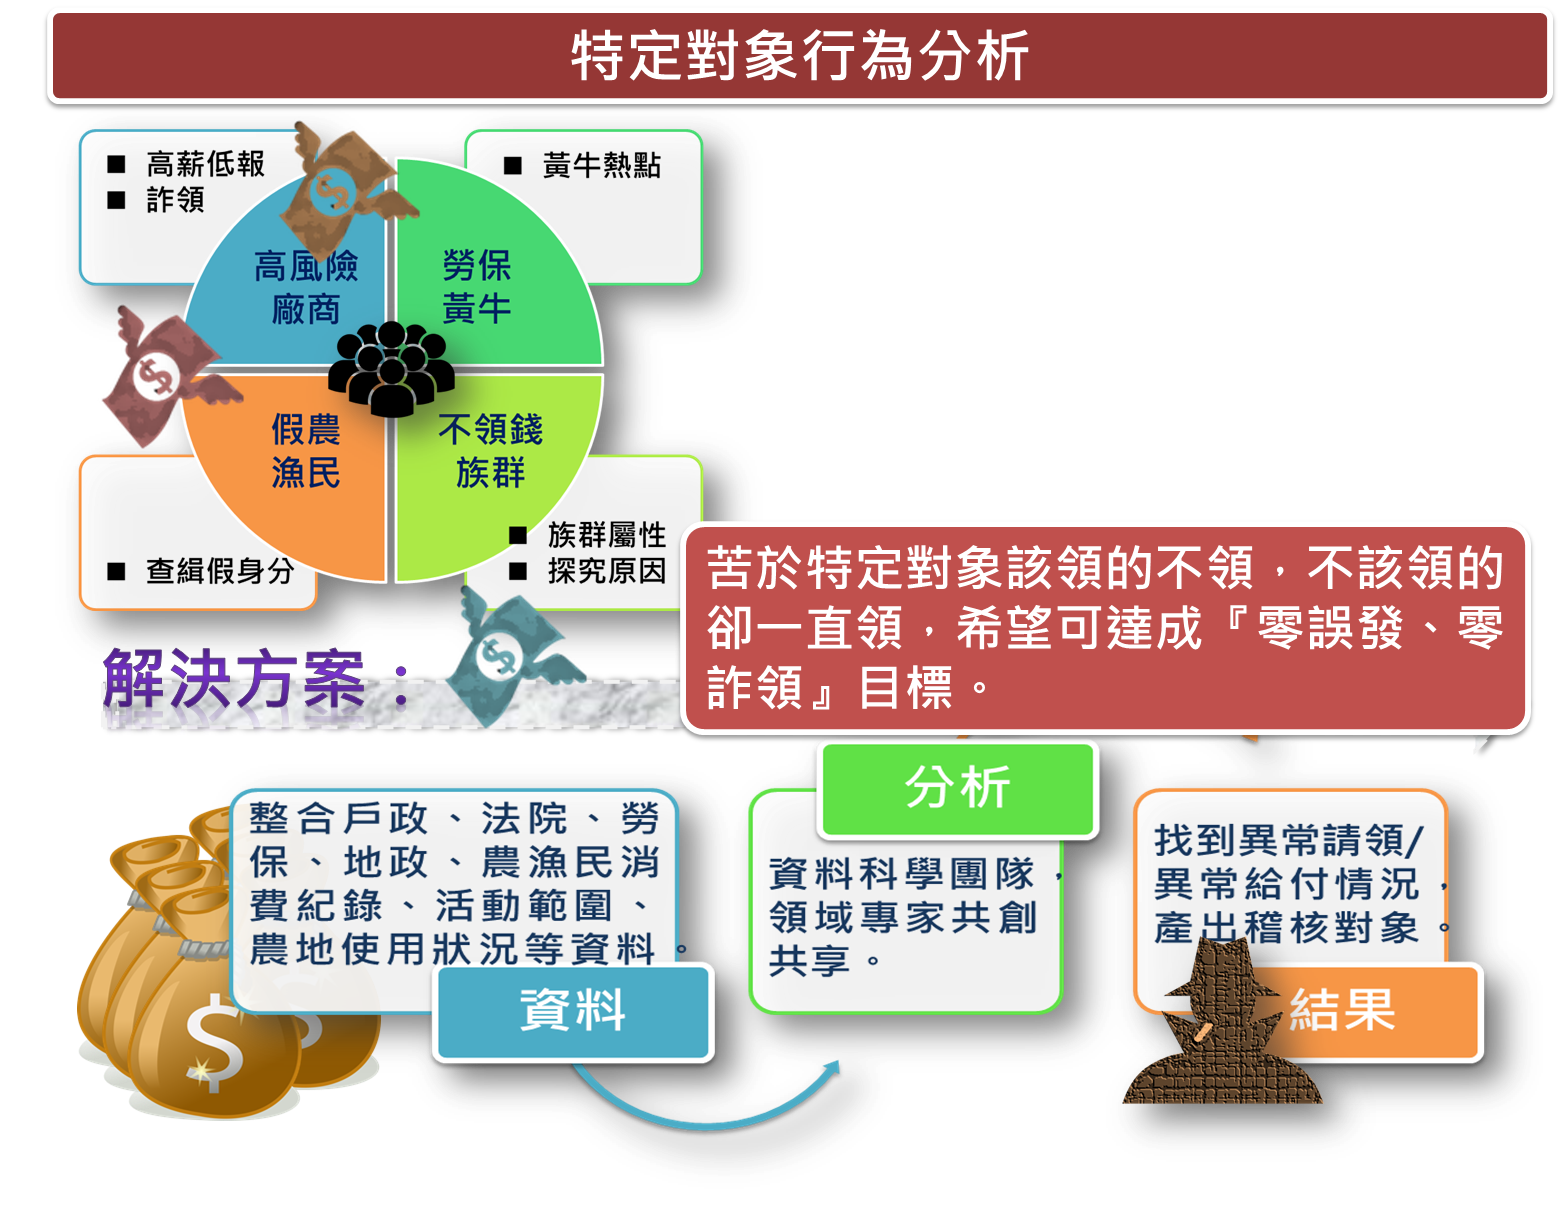 特定對象行為分析
■ 高薪低報
■ 詐領
■ 黃牛熱點
高風險
廠商
勞保
黃牛
假農
漁民
不領錢
族群
■ 查緝假身分
■ 族群屬性
■ 探究原因
苦於特定對象該領的不領，不該領的
卻一直領，希望可達成『零誤發、零
詐領』目標。
解決方案：
整合戶政、法院、勞
保、地政、農漁民消
費紀錄、活動範圍、
農地使用狀況等資料。
資料
分析
資料科學團隊，
領域專家共創
共享。
找到異常請領/
異常給付情況，
產出稽核對象。
結果